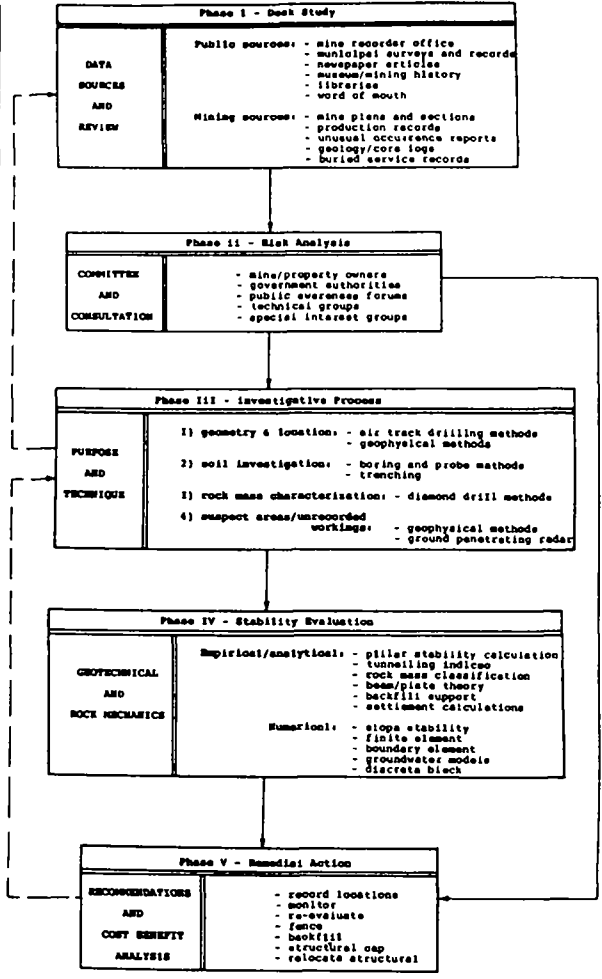 Phase I - Desk Study
DATA
SOURCES
AND
REVIEW
Public sources: - mine recorder office
- municipal surveys and records
- newspaper articles
- museum/mining history
- libraries
- word of mouth
Mining sources: - mine plans and sections
- production records
- unusual occurrence reports
- geology/core logs
- buried service records
Phase ii - Risk Analysis
COMMITTEE
AND
CONSULTATION
- mine/property owners
- government authorities
- public awareness forums
- technical groups
- special interest groups
Phase III - Investigative Process
PURPOSE
AND
TECHNIQUE
1) geometry & location: - air track drilling methods
- geophysical methods
2) soil investigation: - boring and probe methods
- trenching
3) rock mass characterization: - diamond drill methods
4) suspect areas/unrecorded
workings: - geophysical methods
- ground penetrating radar
Phase IV - Stability Evaluation
GEOTECHNICAL
AND
ROCK MECHANICS
Empirical/analytical: - pillar stability calculation
- tunnelling indices
- rock mass classification
- beam/plate theory
- backfill support
- settlement calculations
Numerical: - slope stability
- finite element
- boundary element
- groundwater models
- discrete block
Phase V - Remedial Action
RECOMMENDATIONS
AND
COST BENEFIT
ANALYSIS
- record locations
- monitor
- re-evaluate
- fence
- backfill
- structural cap
- relocate structural